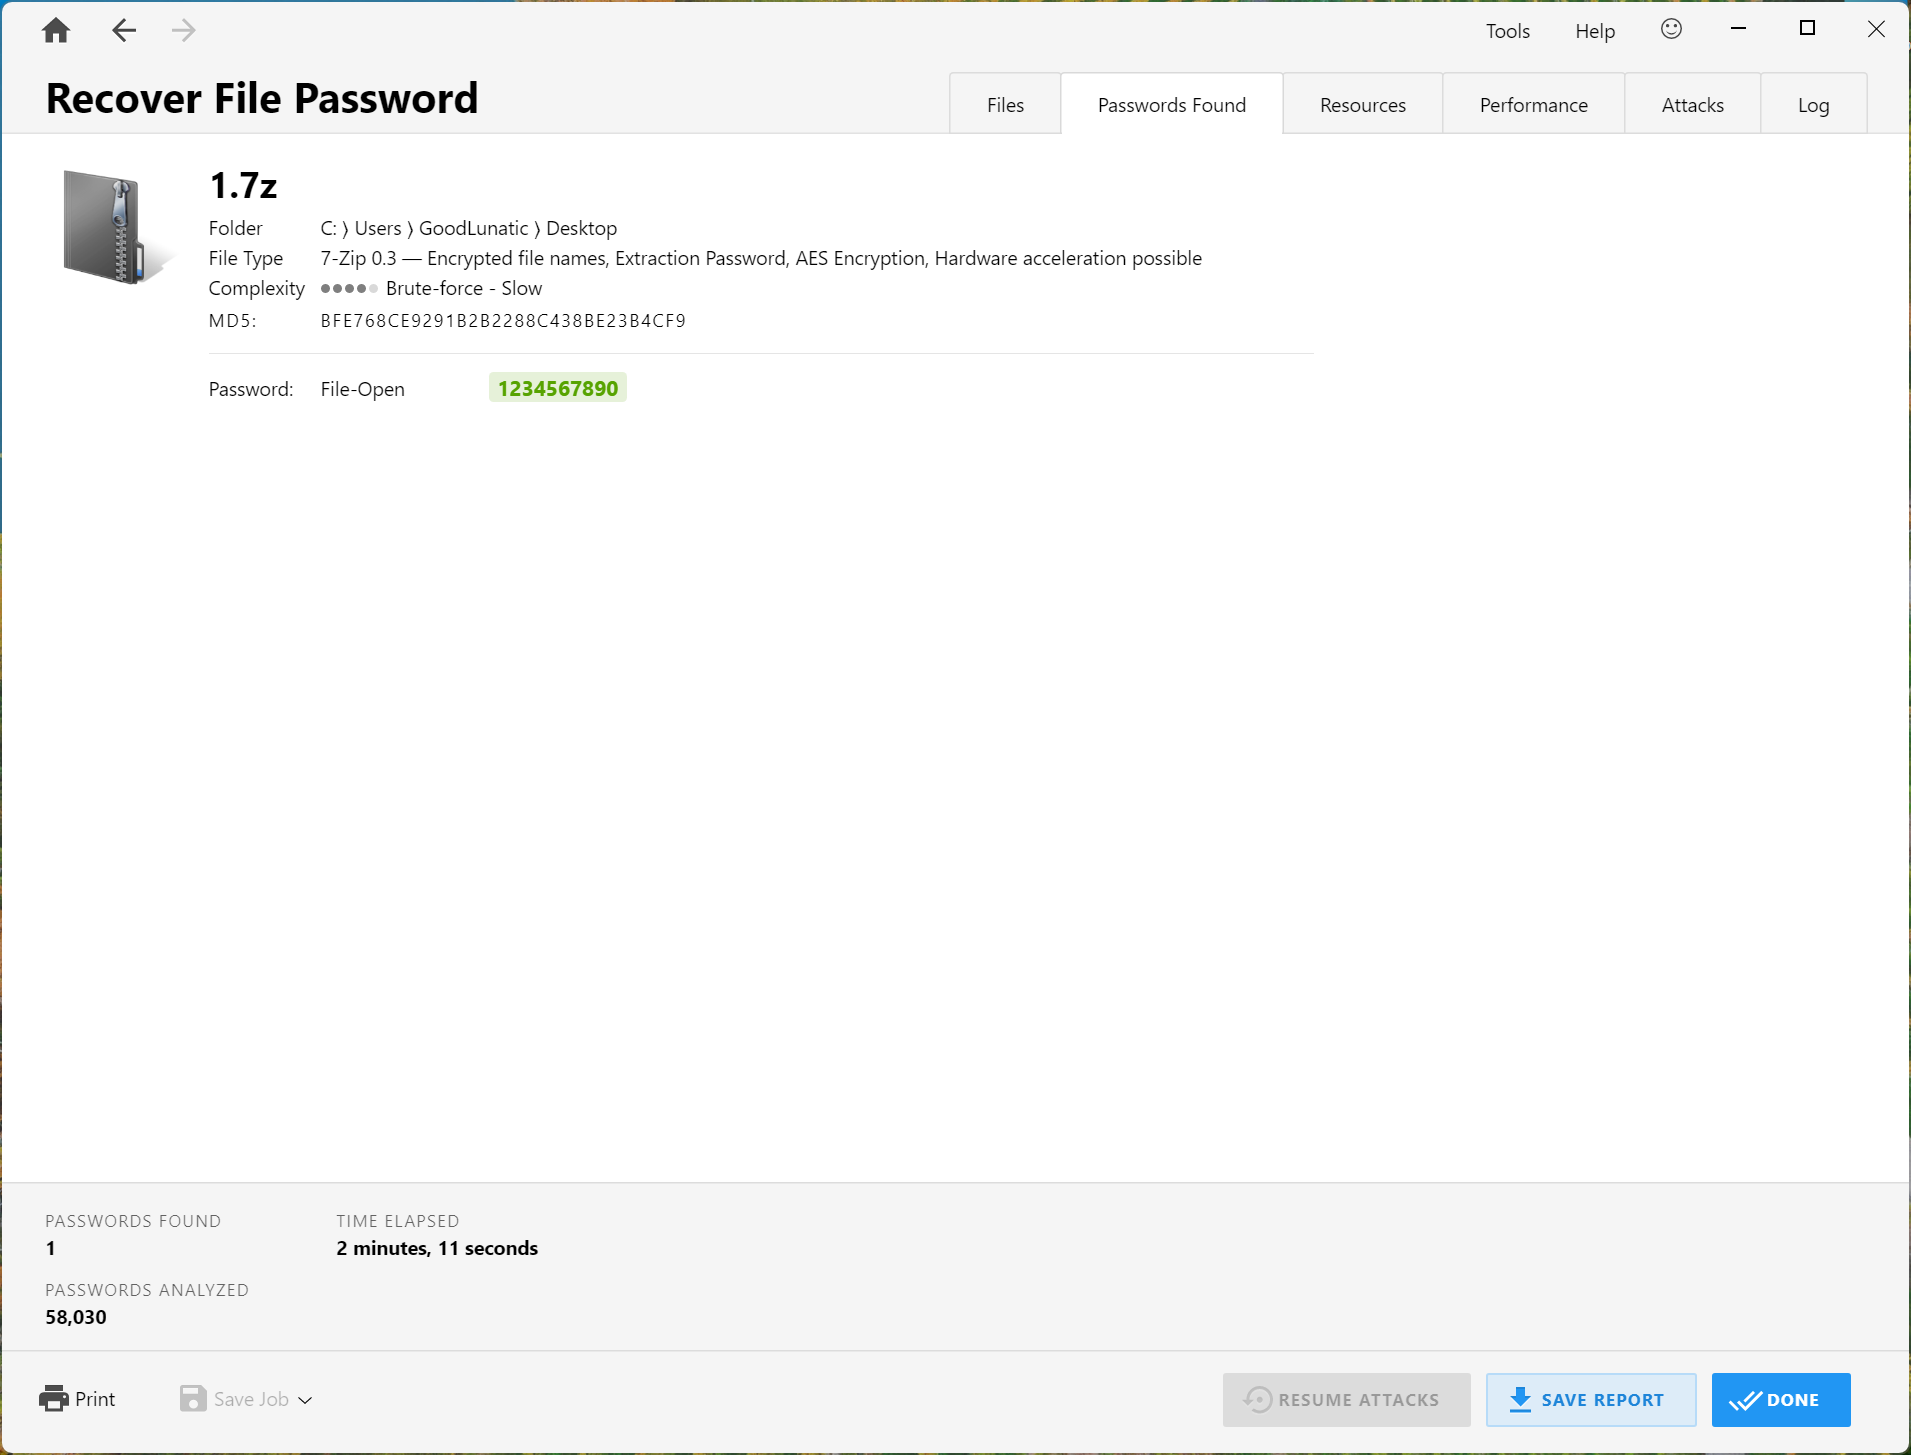 Tools Help
Recover File Password
Files Passwords Found Resources Performance Attacks Log
1.7z
Folder C: ⟩ Users ⟩ GoodLunatic ⟩ Desktop
File Type 7-Zip 0.3 — Encrypted file names, Extraction Password, AES Encryption, Hardware acceleration possible
Complexity Brute-force - Slow
MD5: BFE768CE9291B2B2288C438BE23B4CF9
Password: File-Open 1234567890
PASSWORDS FOUND TIME ELAPSED
1 2 minutes, 11 seconds
PASSWORDS ANALYZED
58,030
Print Save Job RESUME ATTACKS SAVE REPORT DONE